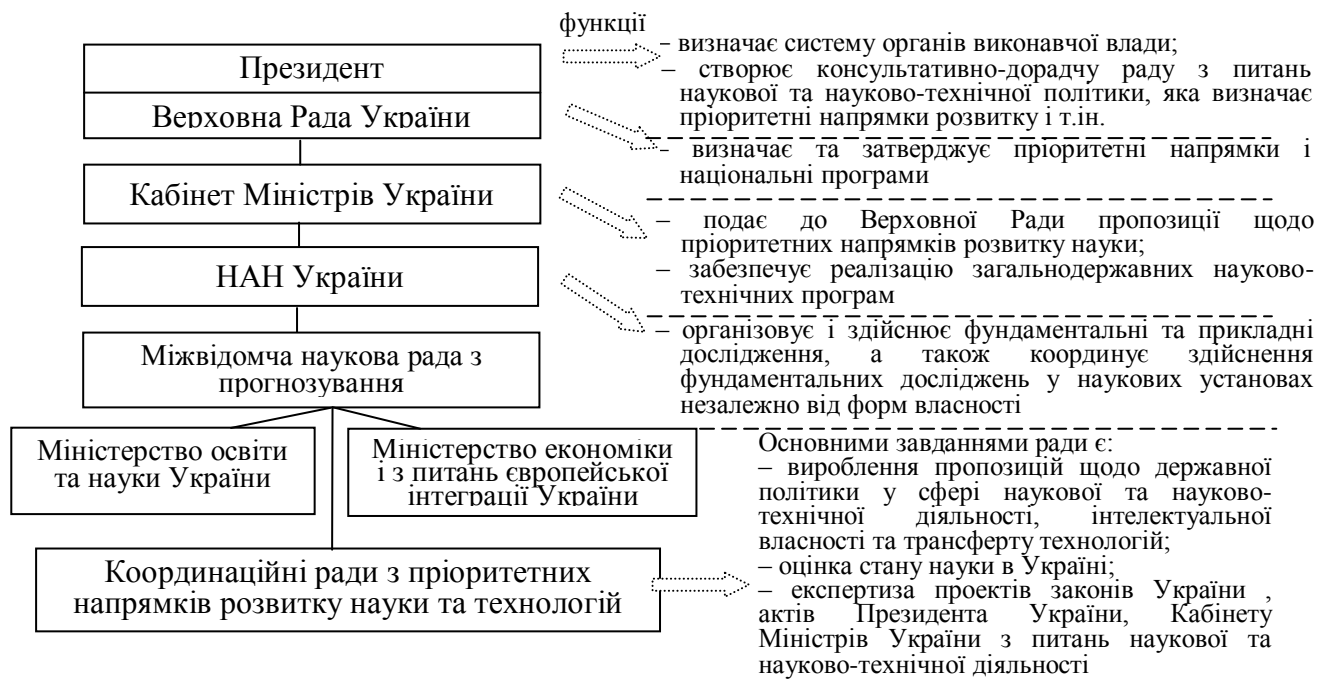 функції
Президент
Верховна Рада України
Кабінет Міністрів України
НАН України
Міжвідомча наукова рада з
прогнозування
Міністерство освіти
та науки України
Міністерство економіки
і з питань європейської
інтеграції України
Координаційні ради з пріоритетних
напрямків розвитку науки та технологій
– визначає систему органів виконавчої влади;
– створює консультативно-дорадчу раду з питань
наукової та науково-технічної політики, яка визначає
пріоритетні напрямки розвитку і т.ін.
– визначає та затверджує пріоритетні напрямки і
національні програми
– подає до Верховної Ради пропозиції щодо
пріоритетних напрямків розвитку науки;
– забезпечує реалізацію загальнодержавних науково-
технічних програм
– організовує і здійснює фундаментальні та прикладні
дослідження, а також координує здійснення
фундаментальних досліджень у наукових установах
незалежно від форм власності
Основними завданнями ради є:
– вироблення пропозицій щодо державної
політики у сфері наукової та науково-
технічної діяльності, інтелектуальної
власності та трансферту технологій;
– оцінка стану науки в Україні;
– експертиза проектів законів України ,
актів Президента України, Кабінету
Міністрів України з питань наукової та
науково-технічної діяльності